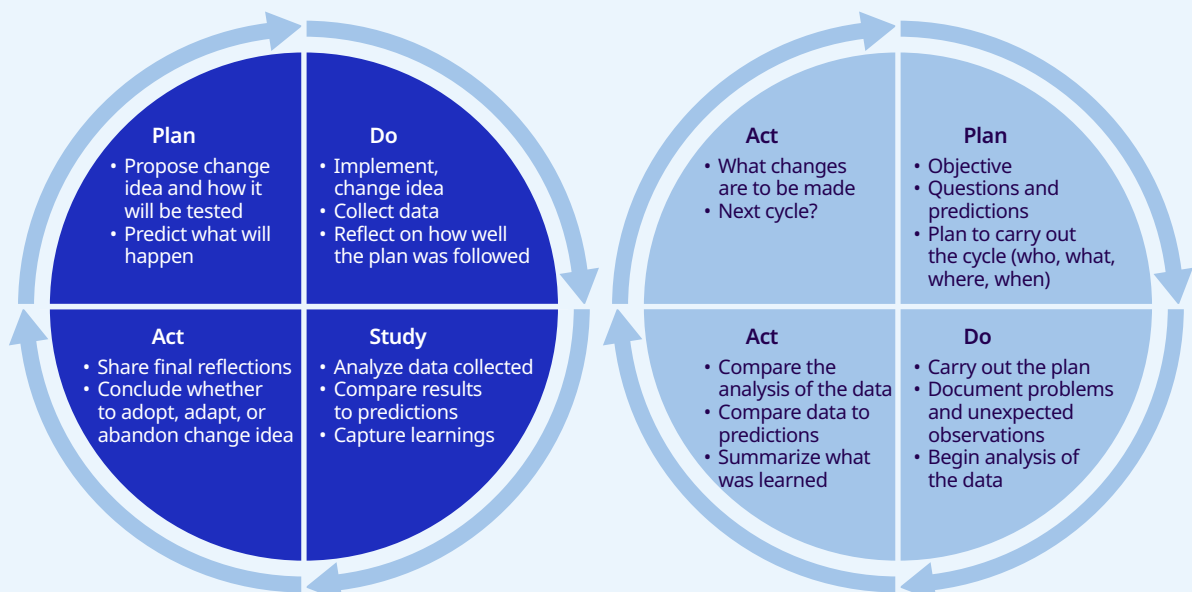 Plan
• Propose change
idea and how it
will be tested
• Predict what will
happen
Do
• Implement,
change idea
• Collect data
• Reflect on how well
the plan was followed
Act
• Share final reflections
• Conclude whether
to adopt, adapt, or
abandon change idea
Study
• Analyze data collected
• Compare results
to predictions
• Capture learnings
Act
• What changes
are to be made
• Next cycle?
Plan
• Objective
• Questions and
predictions
• Plan to carry out
the cycle (who, what,
where, when)
Act
• Compare the
analysis of the data
• Compare data to
predictions
• Summarize what
was learned
Do
• Carry out the plan
• Document problems
and unexpected
observations
• Begin analysis of
the data